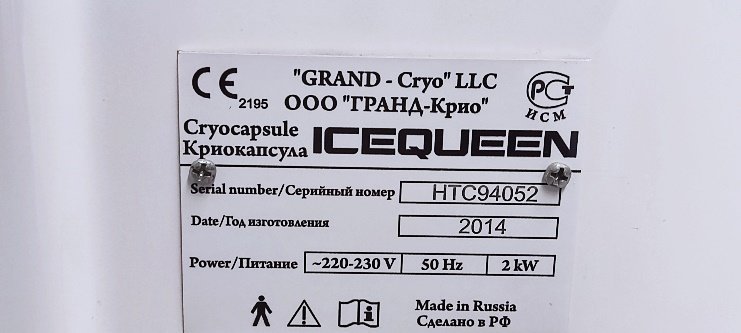 CE 2195
"GRAND - Cryo" LLC
ООО "ГРАНД-Крио"
РСТ
ИСМ
Cryocapsule
Криокапсула
ICEQUEEN
Serial number/Серийный номер HTC94052
Date/Год изготовления 2014
Power/Питание ~220-230 V 50 Hz 2 kW
Made in Russia
Сделано в РФ